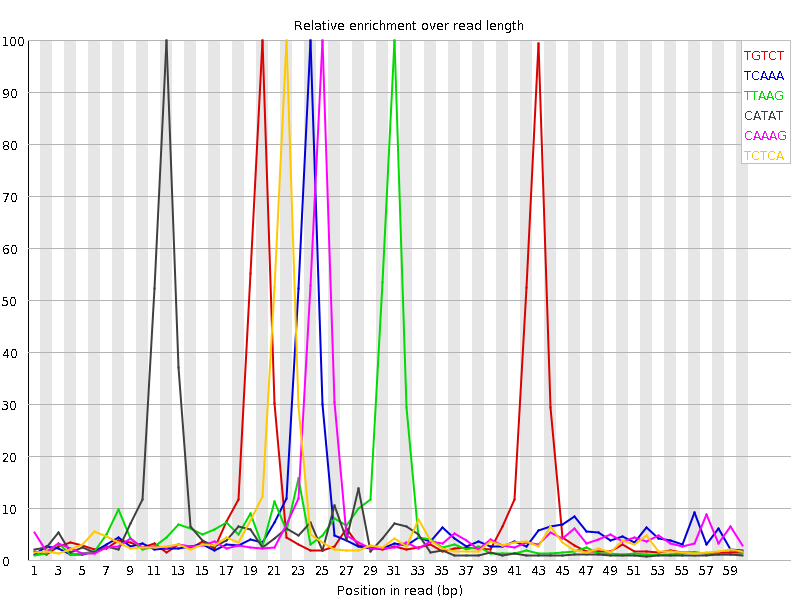 Relative enrichment over read length
100
90
80
70
60
50
40
30
20
10
0
TGTCT
TCAAA
TTAAG
CATAT
CAAAG
TCTCA
1 3 5 7 9 11 13 15 17 19 21 23 25 27 29 31 33 35 37 39 41 43 45 47 49 51 53 55 57 59
Position in read (bp)